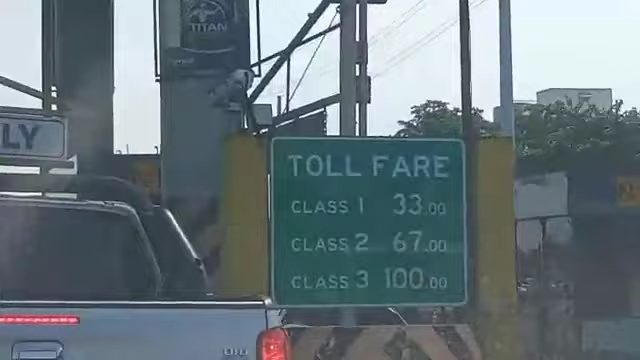 TITAN
LY
TOLL FARE
CLASS 1 33.00
CLASS 2 67.00
CLASS 3 100.00